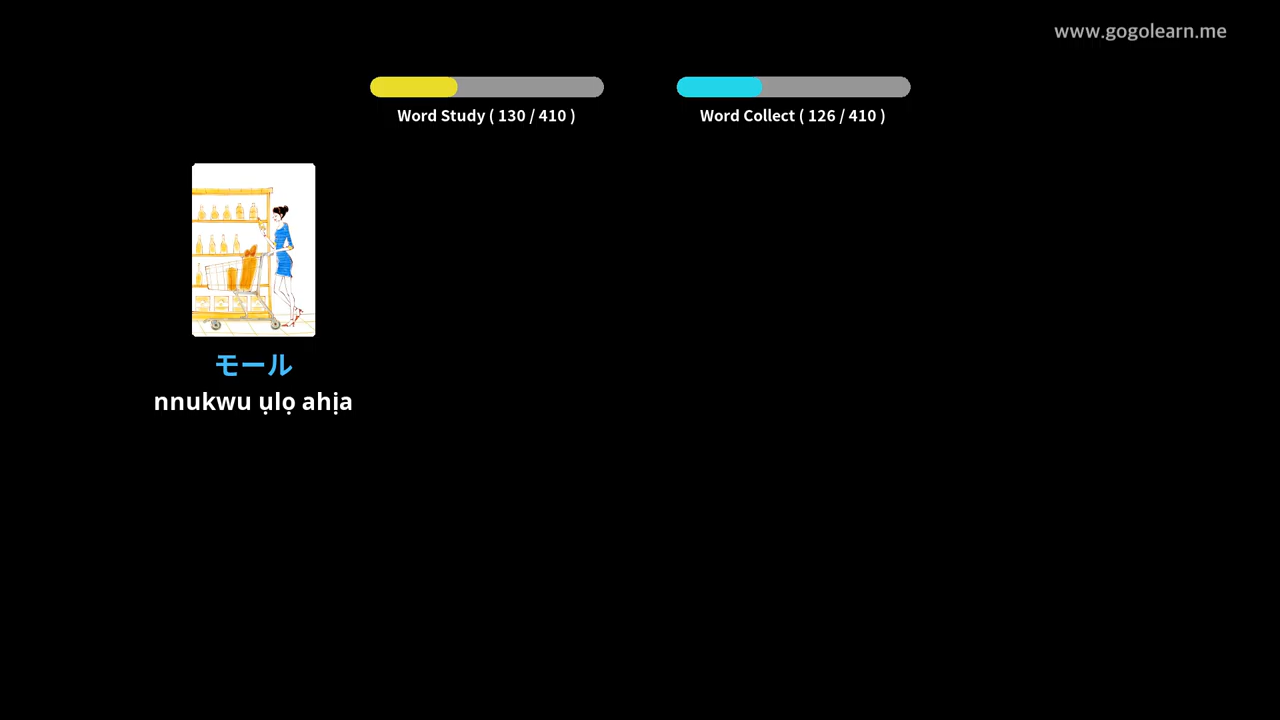 www.gogolearn.me
Word Study ( 130 / 410 )
Word Collect ( 126 / 410 )
モール
nnukwu ụlọ ahịa